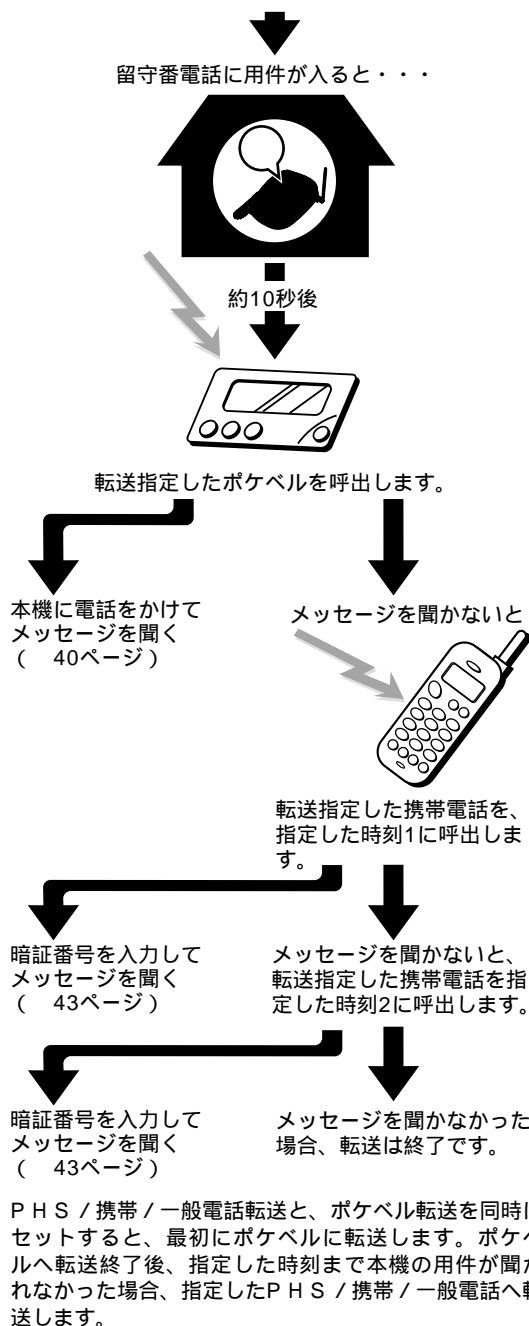 留守番電話に用件が入ると・・・
約10秒後
転送指定したポケベルを呼出します。
本機に電話をかけて
メッセージを聞く
( 40ページ)
メッセージを聞かないと
転送指定した携帯電話を、
指定した時刻1に呼出しま
す。
暗証番号を入力して
メッセージを聞く
( 43ページ)
メッセージを聞かないと、
転送指定した携帯電話を指
定した時刻2に呼出します。
暗証番号を入力して
メッセージを聞く
( 43ページ)
メッセージを聞かなかった
場合、転送は終了です。
PHS/携帯/一般電話転送と、ポケベル転送を同時に
セットすると、最初にポケベルに転送します。ポケベ
ルへ転送終了後、指定した時刻まで本機の用件が聞か
れなかった場合、指定したPHS/携帯/一般電話へ転
送します。